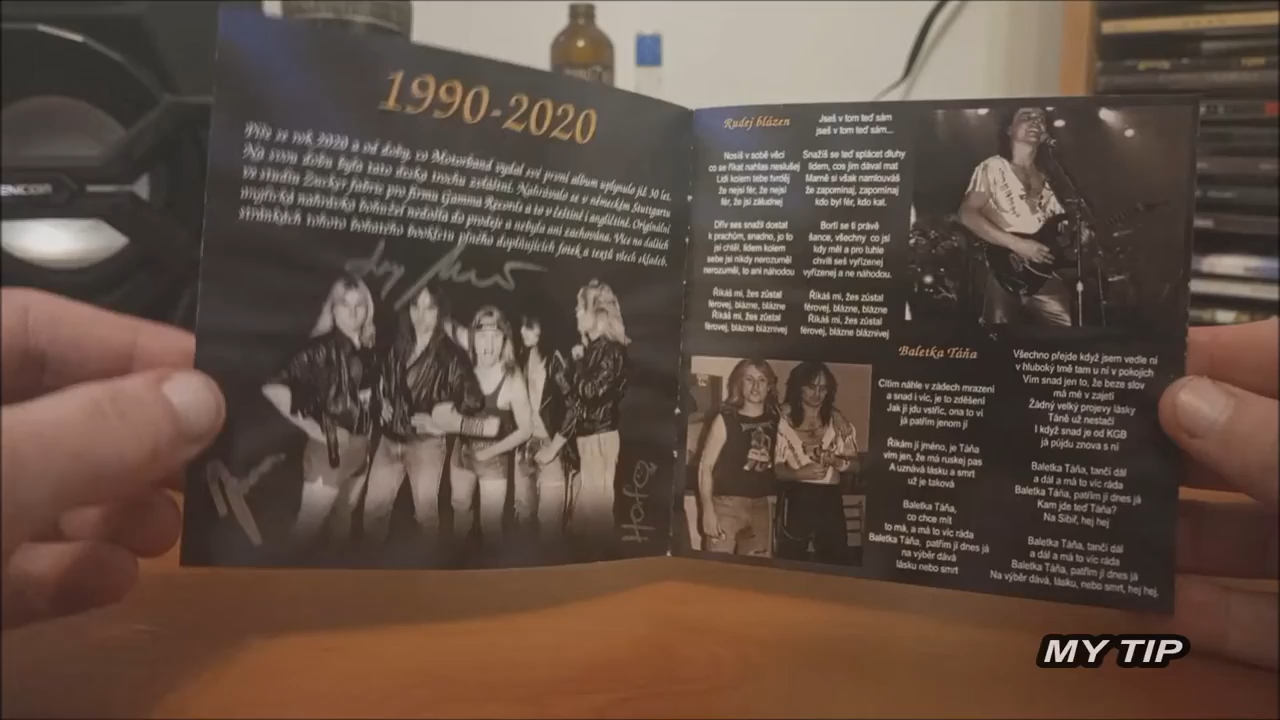 1990-2020
Píše se rok 2020 a od doby, co Motorband vydal své první album uplynulo již 30 let.
Na svou dobu byla tato deska trochu zvláštní. Nahrávala se v německém Stuttgartu
ve studiu Zuckyr fabric pro firmu Gamma Records a to v češtině i angličtině. Originální
anglická nahrávka bohužel nedošla do prodeje a nebyla ani zachována. Více na dalších
stránkách tohoto bohatého bookletu plného doplňujících fotek a textů všech skladeb.
Rudej blázen
Nosíš v sobě věci
co se říkat nahlas neslušej
Lidi kolem tebe tvrděj
že nejsi fér, že nejsi
fér, že jsi záludnej
Dřív ses snažil dostat
k prachům, snadno, jo to
jsi chtěl, lidem kolem
sebe jsi nikdy nerozuměl
nerozuměl, to ani náhodou
Říkáš mi, žes zůstal
férovej, blázne, blázne
Říkáš mi, žes zůstal
férovej, blázne bláznivej
Jseš v tom teď sám
jseš v tom teď sám...
Snažíš se teď splácet dluhy
lidem, cos jim dával mat
Marně si však namlouváš
že zapomínaj, zapomínaj
kdo byl fér, kdo kat.
Bortí se ti právě
šance, všechny co jsi
kdy měl a pro tuhle
chvíli seš vyřízenej
vyřízenej a ne náhodou.
Říkáš mi, žes zůstal
férovej, blázne, blázne
Říkáš mi, žes zůstal
férovej, blázne bláznivej
Baletka Táňa
Cítím náhle v zádech mrazení
a snad i víc, je to zděšení
Jak jí jdu vstříc, ona to ví
já patřím jenom jí
Říkám jí jméno, je Táňa
vím jen, že má ruskej pas
A uznává lásku a smrt
už je taková
Baletka Táňa,
co chce mít
to má, a má to víc ráda
Baletka Táňa, patřím jí dnes já
na výběr dává
lásku nebo smrt
Všechno přejde když jsem vedle ní
v hluboký tmě tam u ní v pokojích
Vím snad jen to, že beze slov
má mě v zajetí
Žádný velký projevy lásky
Táně už nestačí
I když snad je od KGB
já půjdu znova s ní
Baletka Táňa, tančí dál
a dál a má to víc ráda
Baletka Táňa, patřím jí dnes já
Kam jde teď Táňa?
Na Sibiř, hej hej
Baletka Táňa, tančí dál
a dál a má to víc ráda
Baletka Táňa, patřím jí dnes já
Na výběr dává, lásku, nebo smrt, hej hej.
MY TIP